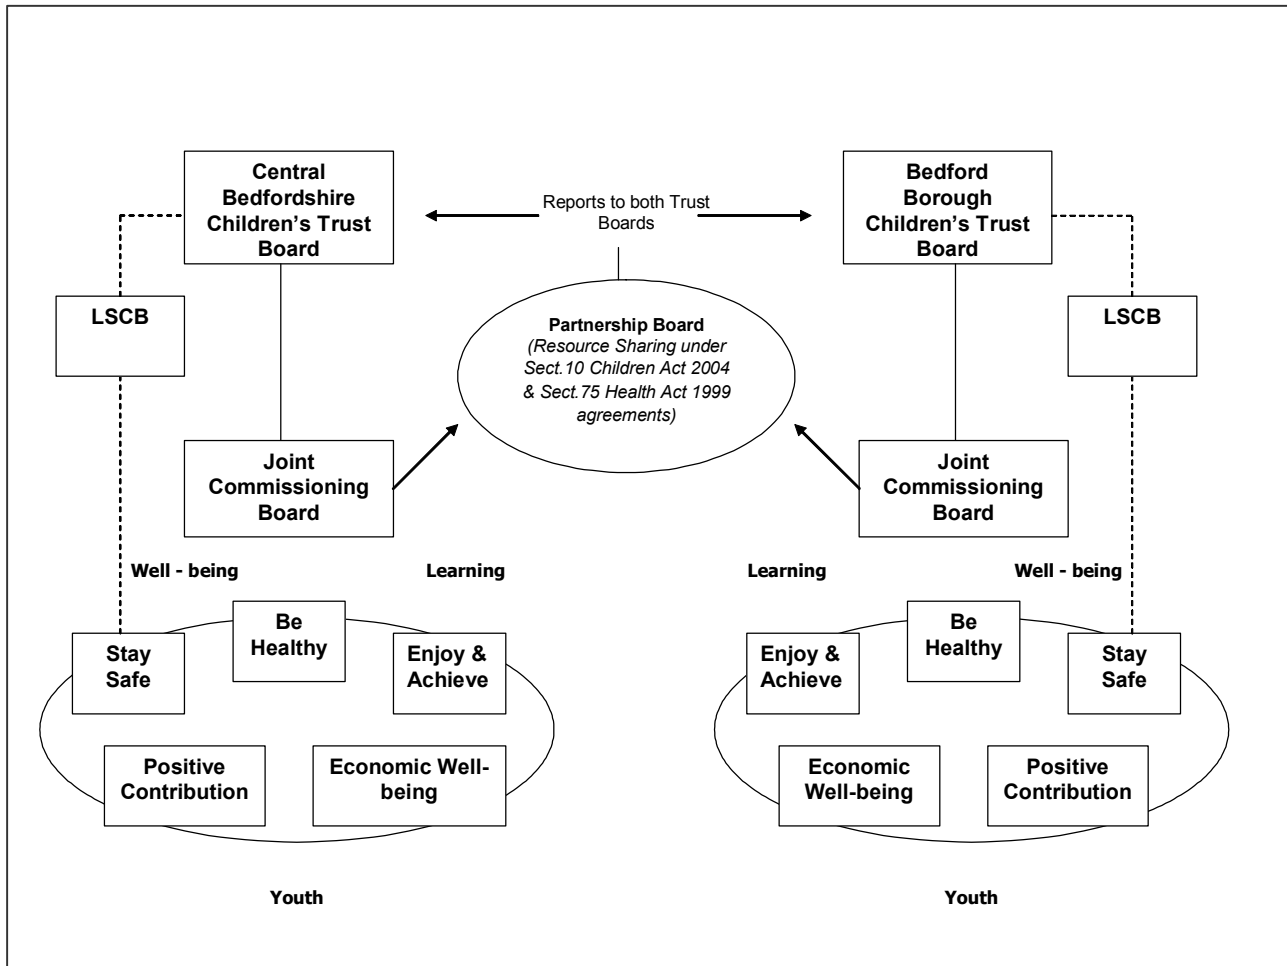 Central
Bedfordshire
Children’s Trust
Board
Reports to both Trust
Boards
Bedford
Borough
Children’s Trust
Board
LSCB
Partnership Board
(Resource Sharing under
Sect.10 Children Act 2004
& Sect.75 Health Act 1999
agreements)
LSCB
Joint
Commissioning
Board
Joint
Commissioning
Board
Well - being
Learning
Learning
Well - being
Stay
Safe
Be
Healthy
Enjoy &
Achieve
Positive
Contribution
Economic Well-
being
Youth
Enjoy &
Achieve
Be
Healthy
Stay
Safe
Economic
Well-being
Positive
Contribution
Youth